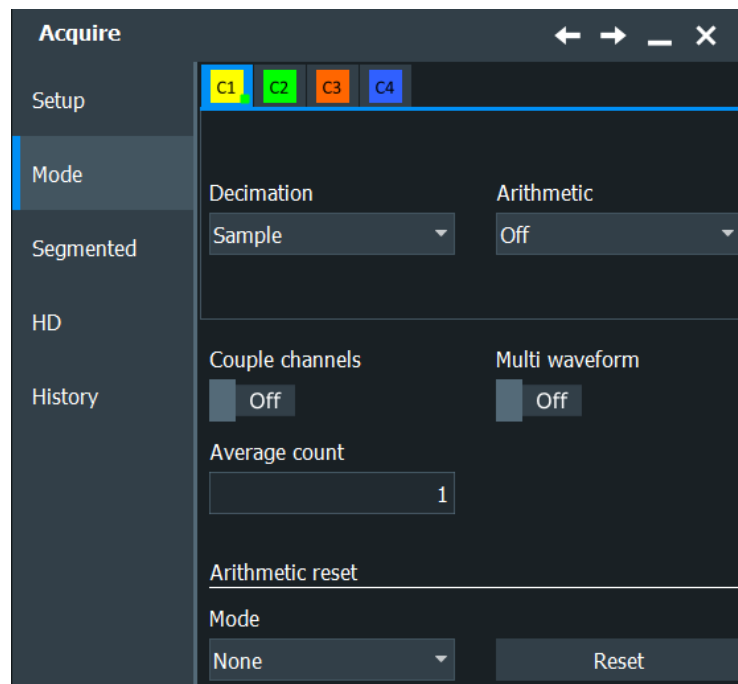 Acquire
Setup
Mode
Segmented
HD
History
C1 C2 C3 C4
Decimation Arithmetic
Sample Off
Couple channels Multi waveform
Off Off
Average count
1
Arithmetic reset
Mode
None Reset